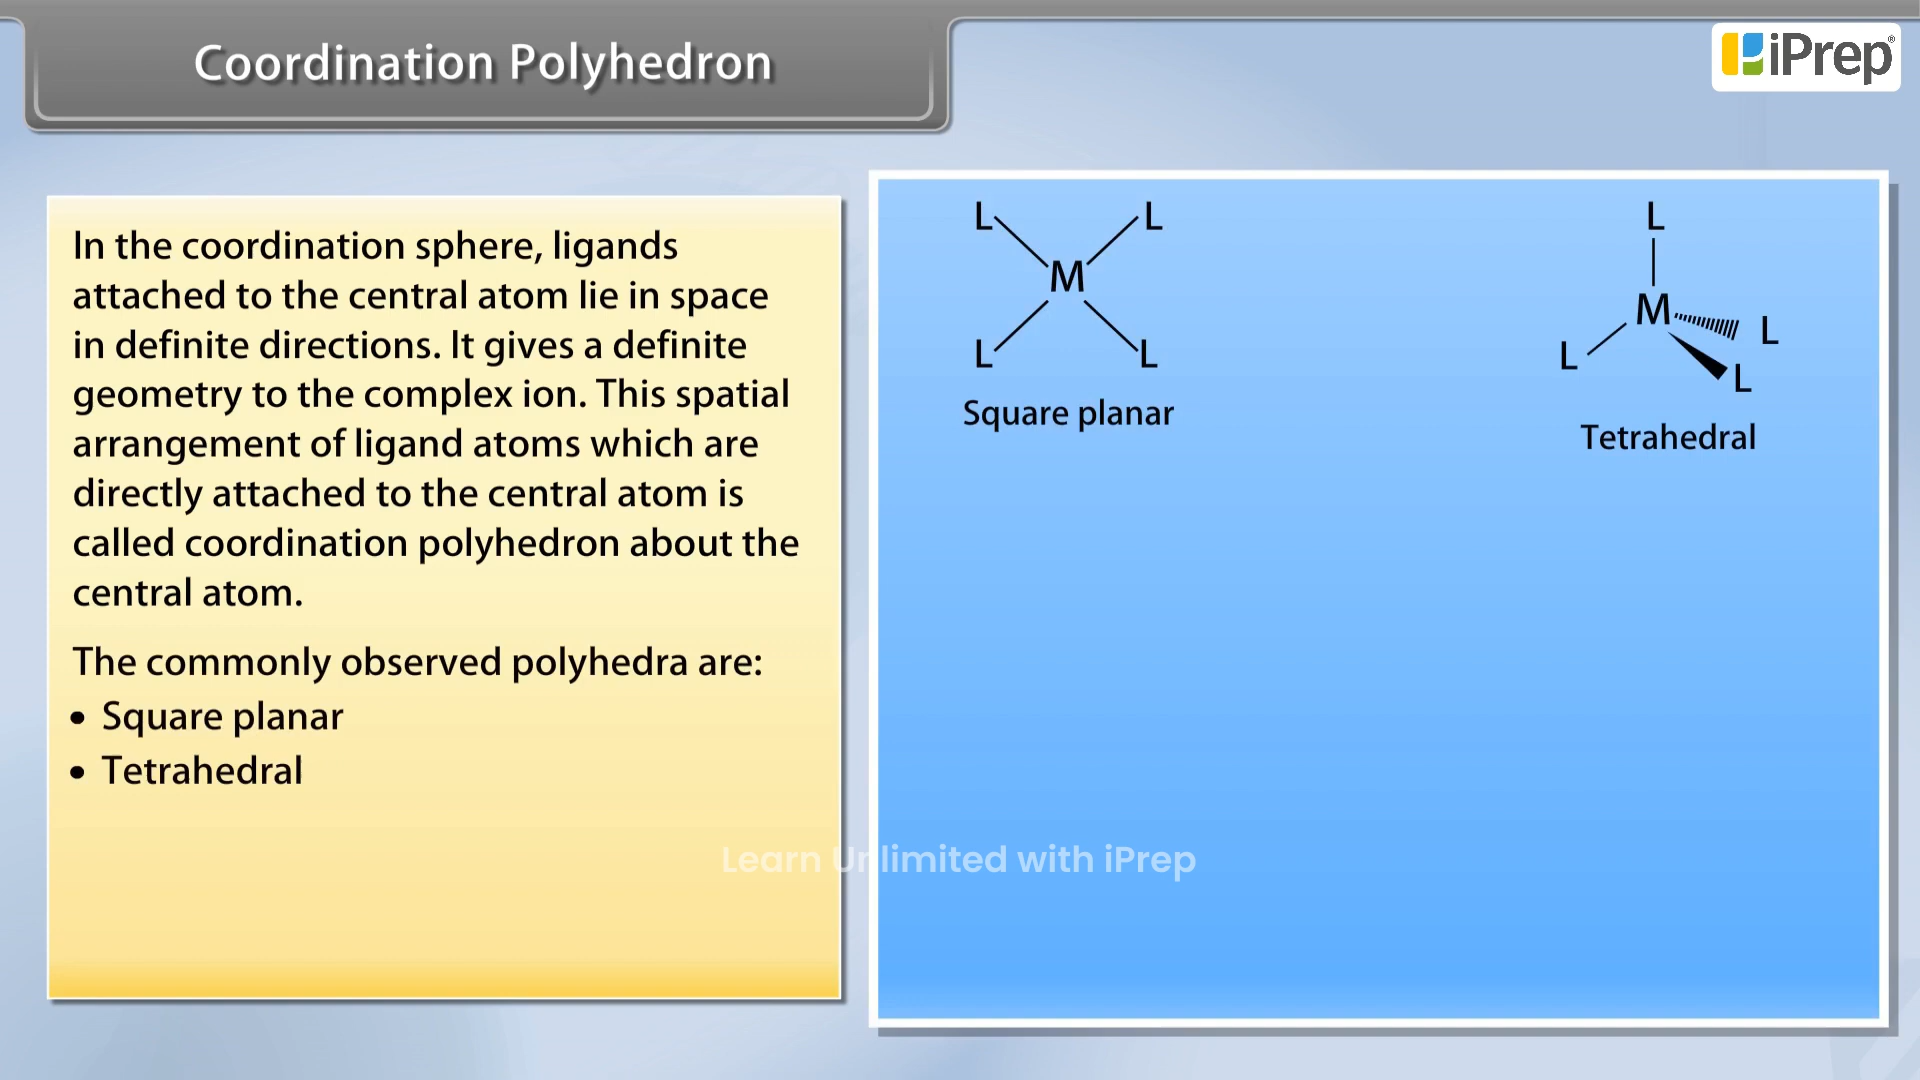 Coordination Polyhedron
iPrep®
In the coordination sphere, ligands
attached to the central atom lie in space
in definite directions. It gives a definite
geometry to the complex ion. This spatial
arrangement of ligand atoms which are
directly attached to the central atom is
called coordination polyhedron about the
central atom.
The commonly observed polyhedra are:
• Square planar
• Tetrahedral
L L
M
L L
Square planar
L
M
L
L
L
Tetrahedral
Learn Unlimited with iPrep